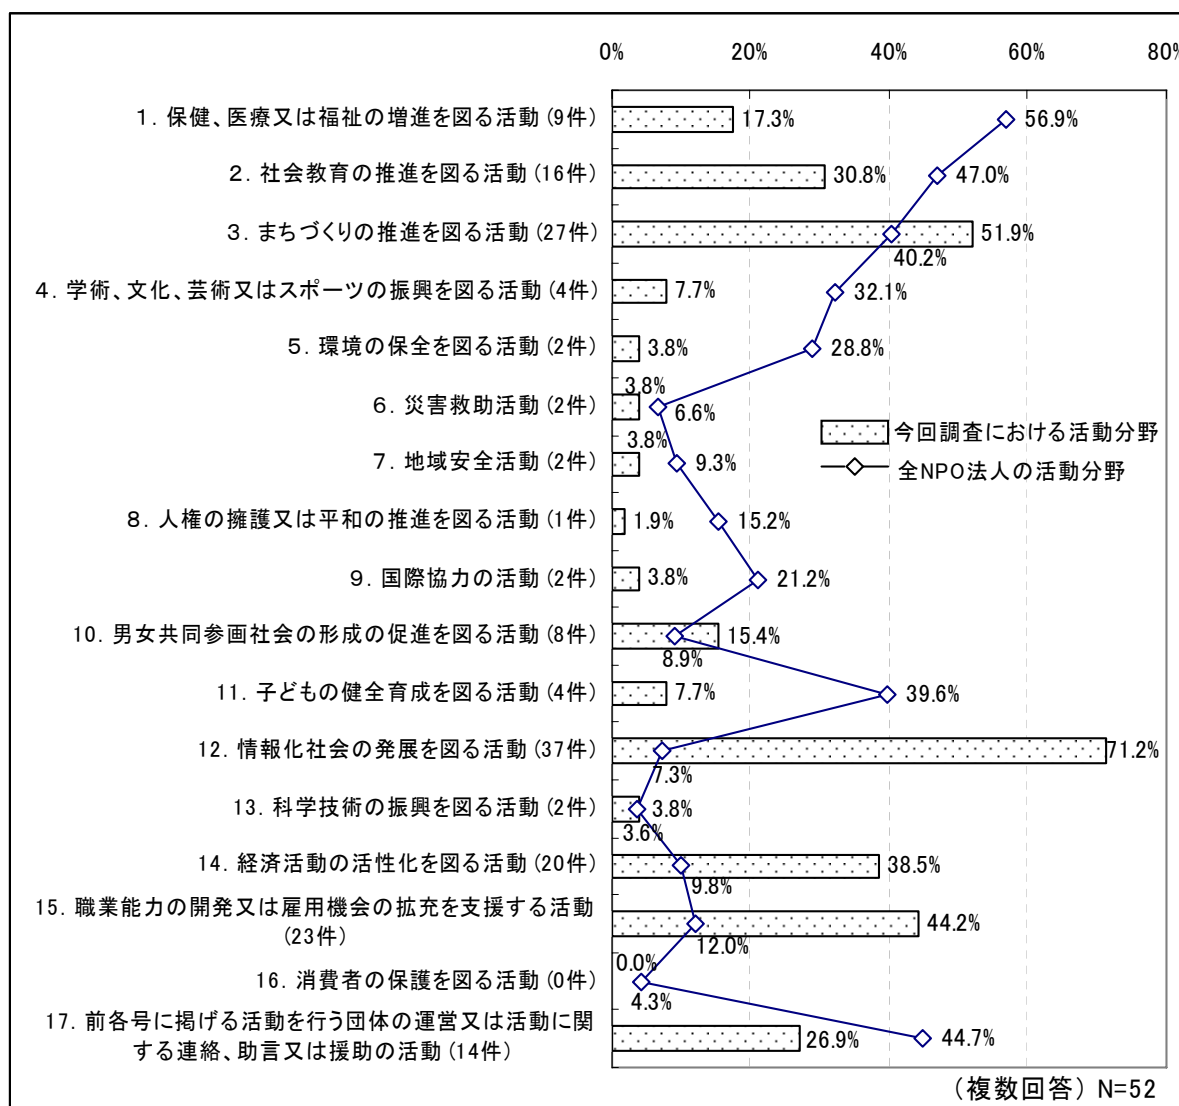 0% 20% 40% 60% 80%
1. 保健、医療又は福祉の増進を図る活動(9件) 17.3% 56.9%
2. 社会教育の推進を図る活動(16件) 30.8% 47.0%
3. まちづくりの推進を図る活動(27件) 51.9%
40.2%
4. 学術、文化、芸術又はスポーツの振興を図る活動(4件) 7.7% 32.1%
5. 環境の保全を図る活動(2件) 3.8% 28.8%
3.8%
6. 災害救助活動(2件) 6.6%
今回調査における活動分野
3.8%
7. 地域安全活動(2件) 9.3%
全NPO法人の活動分野
8. 人権の擁護又は平和の推進を図る活動(1件) 1.9% 15.2%
9. 国際協力の活動(2件) 3.8% 21.2%
10. 男女共同参画社会の形成の促進を図る活動(8件) 15.4%
8.9%
11. 子どもの健全育成を図る活動(4件) 7.7% 39.6%
12. 情報化社会の発展を図る活動(37件) 71.2%
7.3%
13. 科学技術の振興を図る活動(2件) 3.8%
3.6%
14. 経済活動の活性化を図る活動(20件) 38.5%
9.8%
15. 職業能力の開発又は雇用機会の拡充を支援する活動
(23件) 44.2%
12.0%
0.0%
16. 消費者の保護を図る活動(0件)
4.3%
17. 前各号に掲げる活動を行う団体の運営又は活動に関
する連絡、助言又は援助の活動(14件) 26.9% 44.7%
(複数回答) N=52